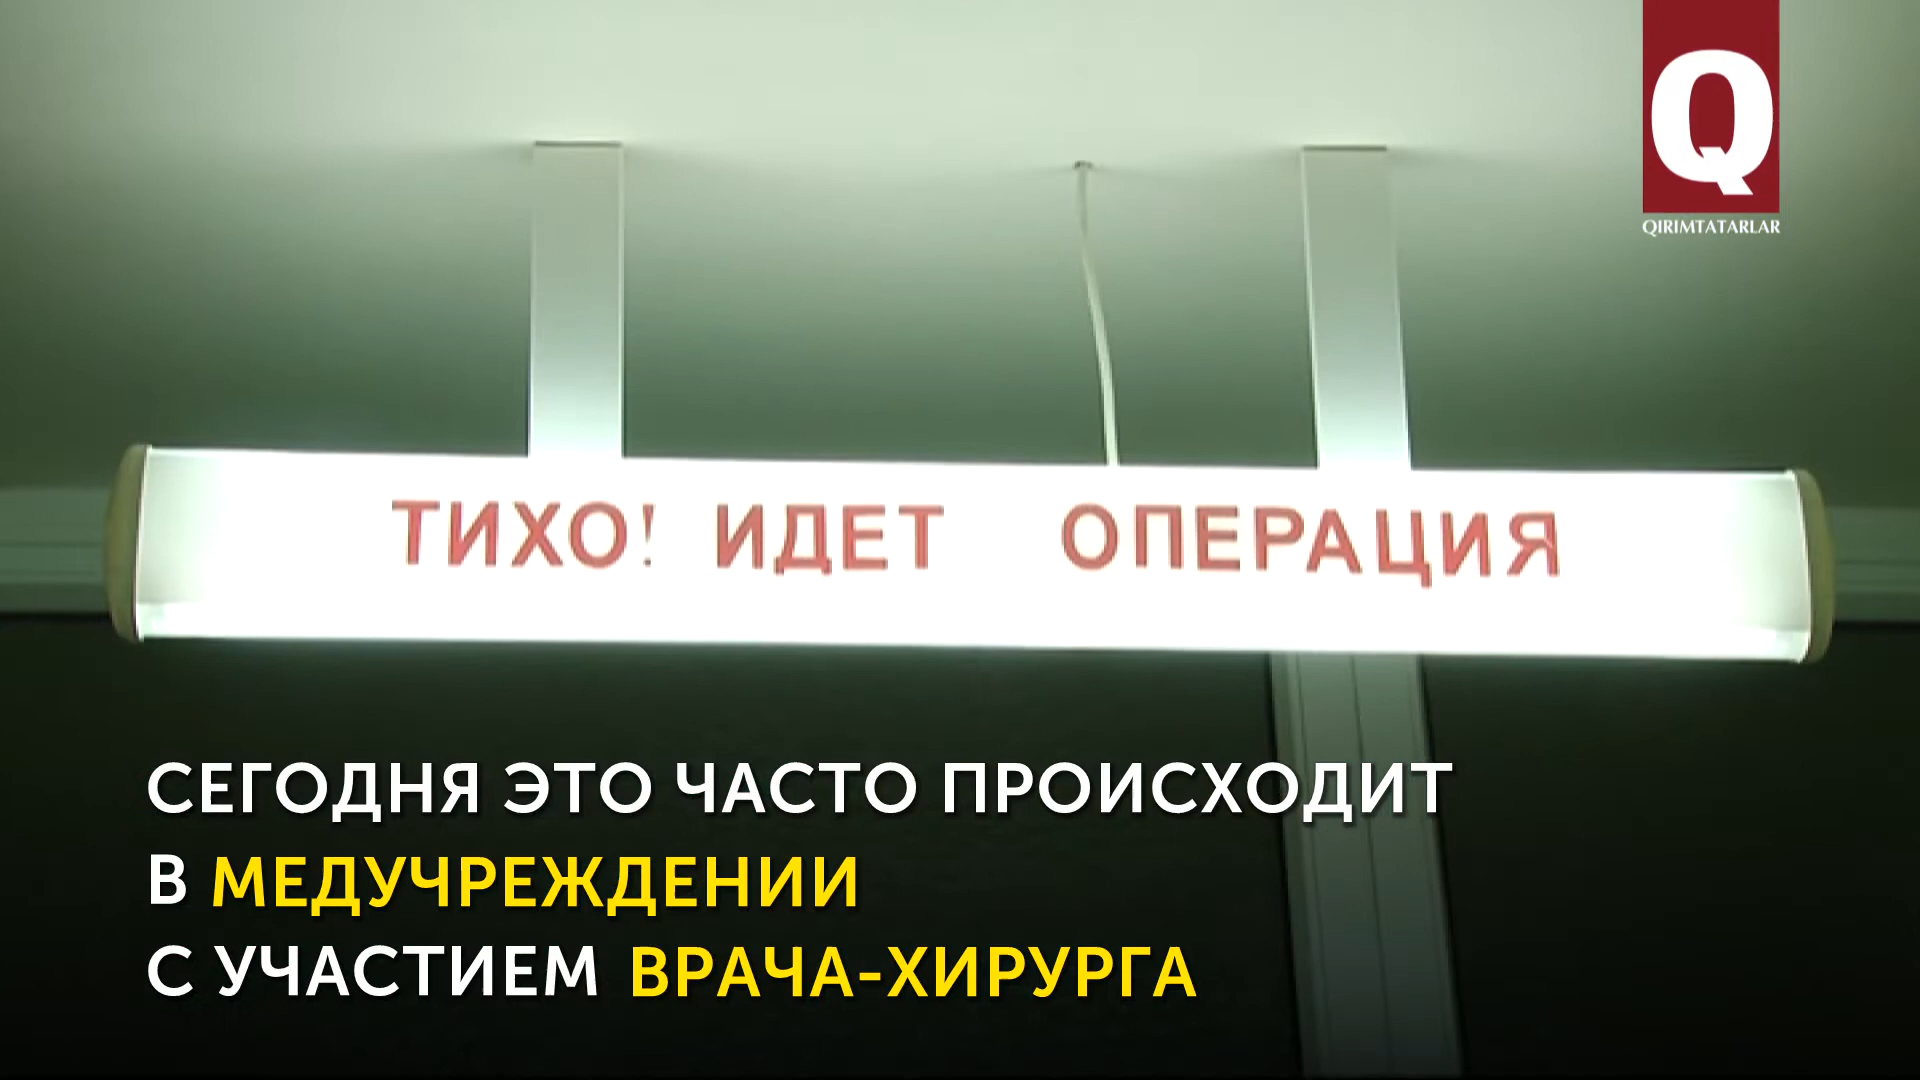 Q
QIRIMTATARLAR
ТИХО! ИДЕТ ОПЕРАЦИЯ
СЕГОДНЯ ЭТО ЧАСТО ПРОИСХОДИТ
В МЕДУЧРЕЖДЕНИИ
С УЧАСТИЕМ ВРАЧА-ХИРУРГА